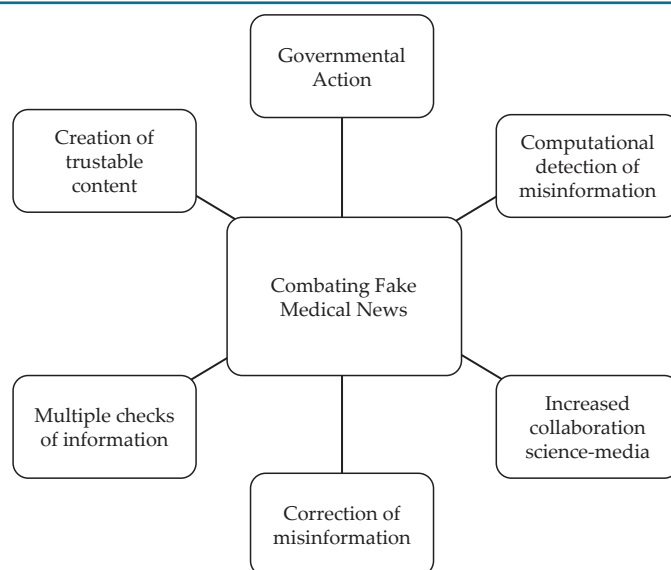 Governmental
Action
Creation of
trustable
content
Computational
detection of
misinformation
Combating Fake
Medical News
Multiple checks
of information
Increased
collaboration
science-media
Correction of
misinformation